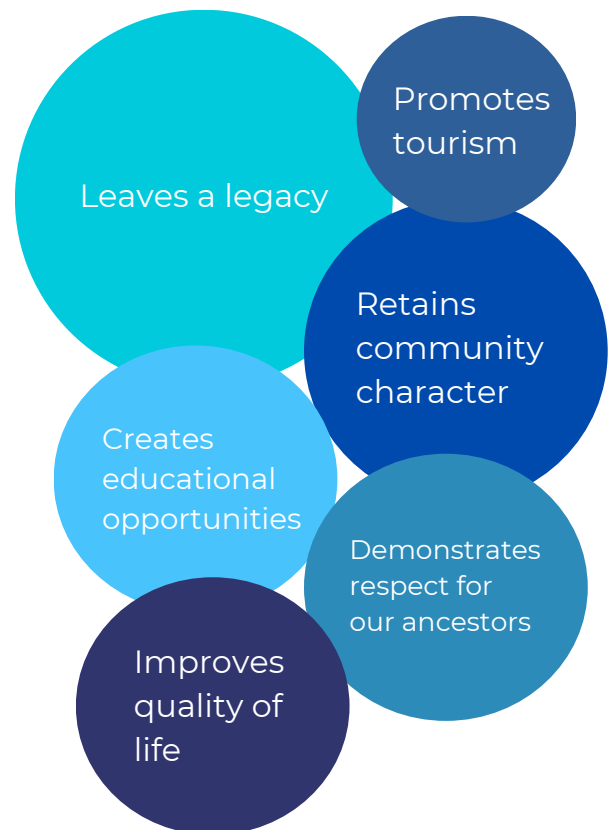 Promotes
tourism
Leaves a legacy
Retains
community
character
Creates
educational
opportunities
Demonstrates
respect for
our ancestors
Improves
quality of
life